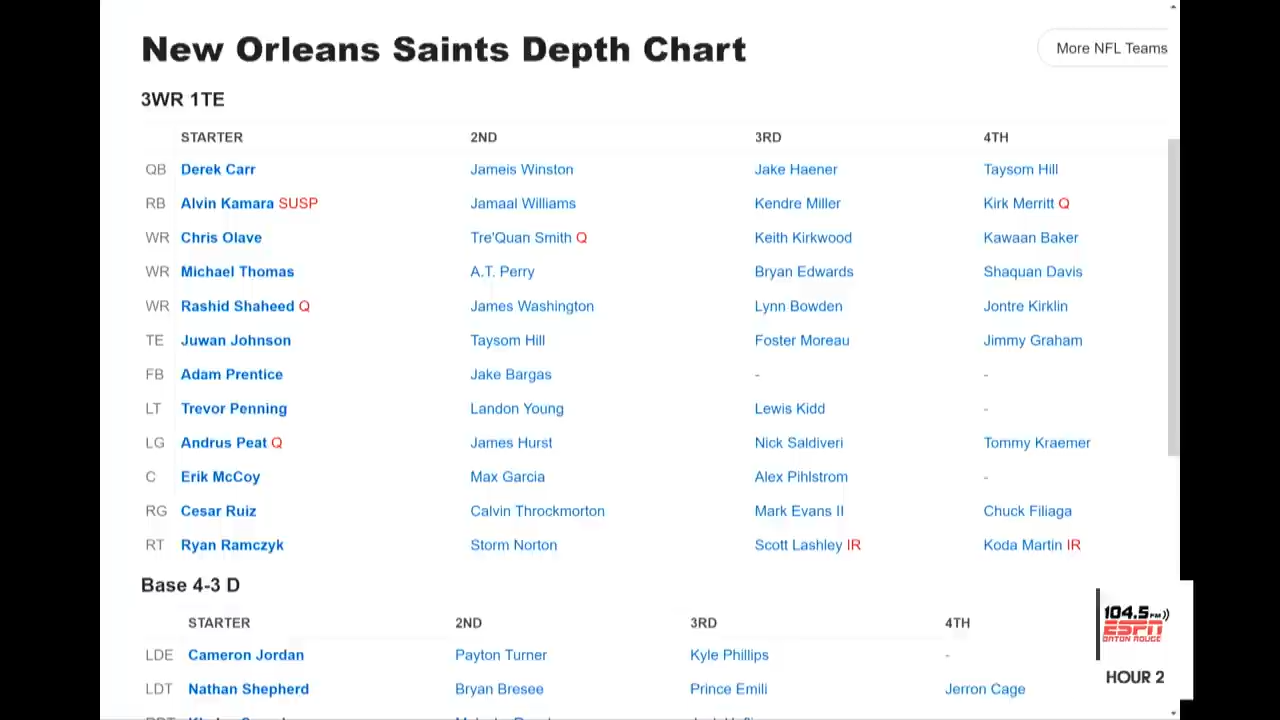 New Orleans Saints Depth Chart
More NFL Teams
3WR 1TE
STARTER 2ND 3RD 4TH
QB Derek Carr Jameis Winston Jake Haener Taysom Hill
RB Alvin Kamara SUSP Jamaal Williams Kendre Miller Kirk Merritt Q
WR Chris Olave Tre'Quan Smith Q Keith Kirkwood Kawaan Baker
WR Michael Thomas A.T. Perry Bryan Edwards Shaquan Davis
WR Rashid Shaheed Q James Washington Lynn Bowden Jontre Kirklin
TE Juwan Johnson Taysom Hill Foster Moreau Jimmy Graham
FB Adam Prentice Jake Bargas - -
LT Trevor Penning Landon Young Lewis Kidd -
LG Andrus Peat Q James Hurst Nick Saldiveri Tommy Kraemer
C Erik McCoy Max Garcia Alex Pihlstrom -
RG Cesar Ruiz Calvin Throckmorton Mark Evans II Chuck Filiaga
RT Ryan Ramczyk Storm Norton Scott Lashley IR Koda Martin IR
Base 4-3 D
STARTER 2ND 3RD 4TH
LDE Cameron Jordan Payton Turner Kyle Phillips -
LDT Nathan Shepherd Bryan Bresee Prince Emili Jerron Cage
104.5 FM
ESPN
BATON ROUGE
HOUR 2